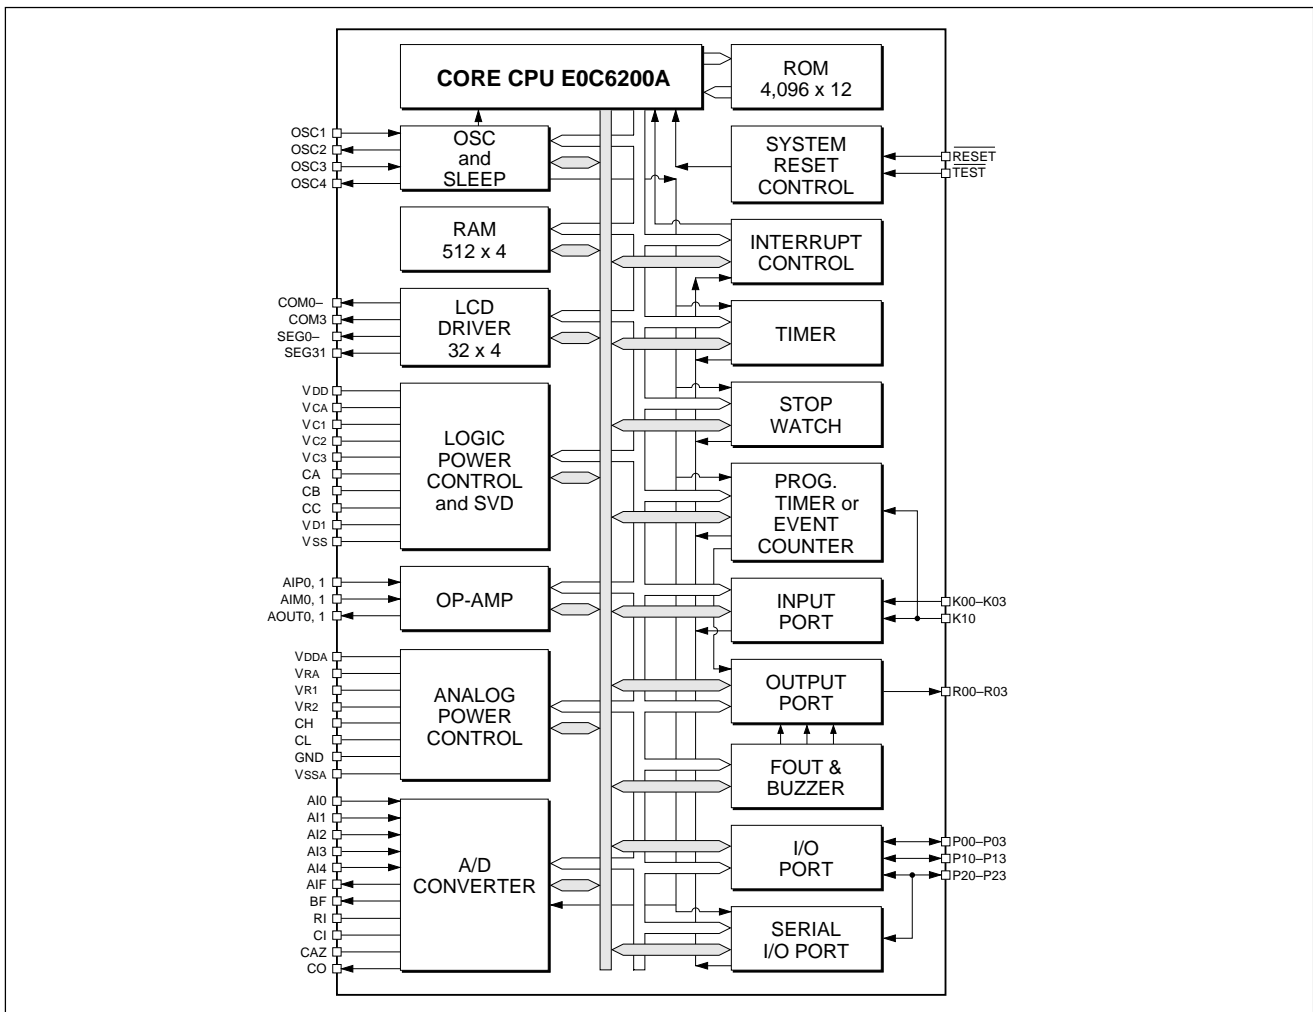 CORE CPU E0C6200A
ROM
4,096 x 12
OSC1
OSC2
OSC3
OSC4
OSC
and
SLEEP
SYSTEM
RESET
CONTROL
RESET
TEST
RAM
512 x 4
INTERRUPT
CONTROL
COM0–
COM3
SEG0–
SEG31
LCD
DRIVER
32 x 4
TIMER
VDD
VCA
VC1
VC2
VC3
CA
CB
CC
VD1
VSS
LOGIC
POWER
CONTROL
and SVD
STOP
WATCH
PROG.
TIMER or
EVENT
COUNTER
AIP0, 1
AIM0, 1
AOUT0, 1
OP-AMP
INPUT
PORT
K00–K03
K10
VDDA
VRA
VR1
VR2
CH
CL
GND
VSSA
ANALOG
POWER
CONTROL
OUTPUT
PORT
R00–R03
FOUT &
BUZZER
AI0
AI1
AI2
AI3
AI4
AIF
BF
RI
CI
CAZ
CO
A/D
CONVERTER
I/O
PORT
P00–P03
P10–P13
P20–P23
SERIAL
I/O PORT